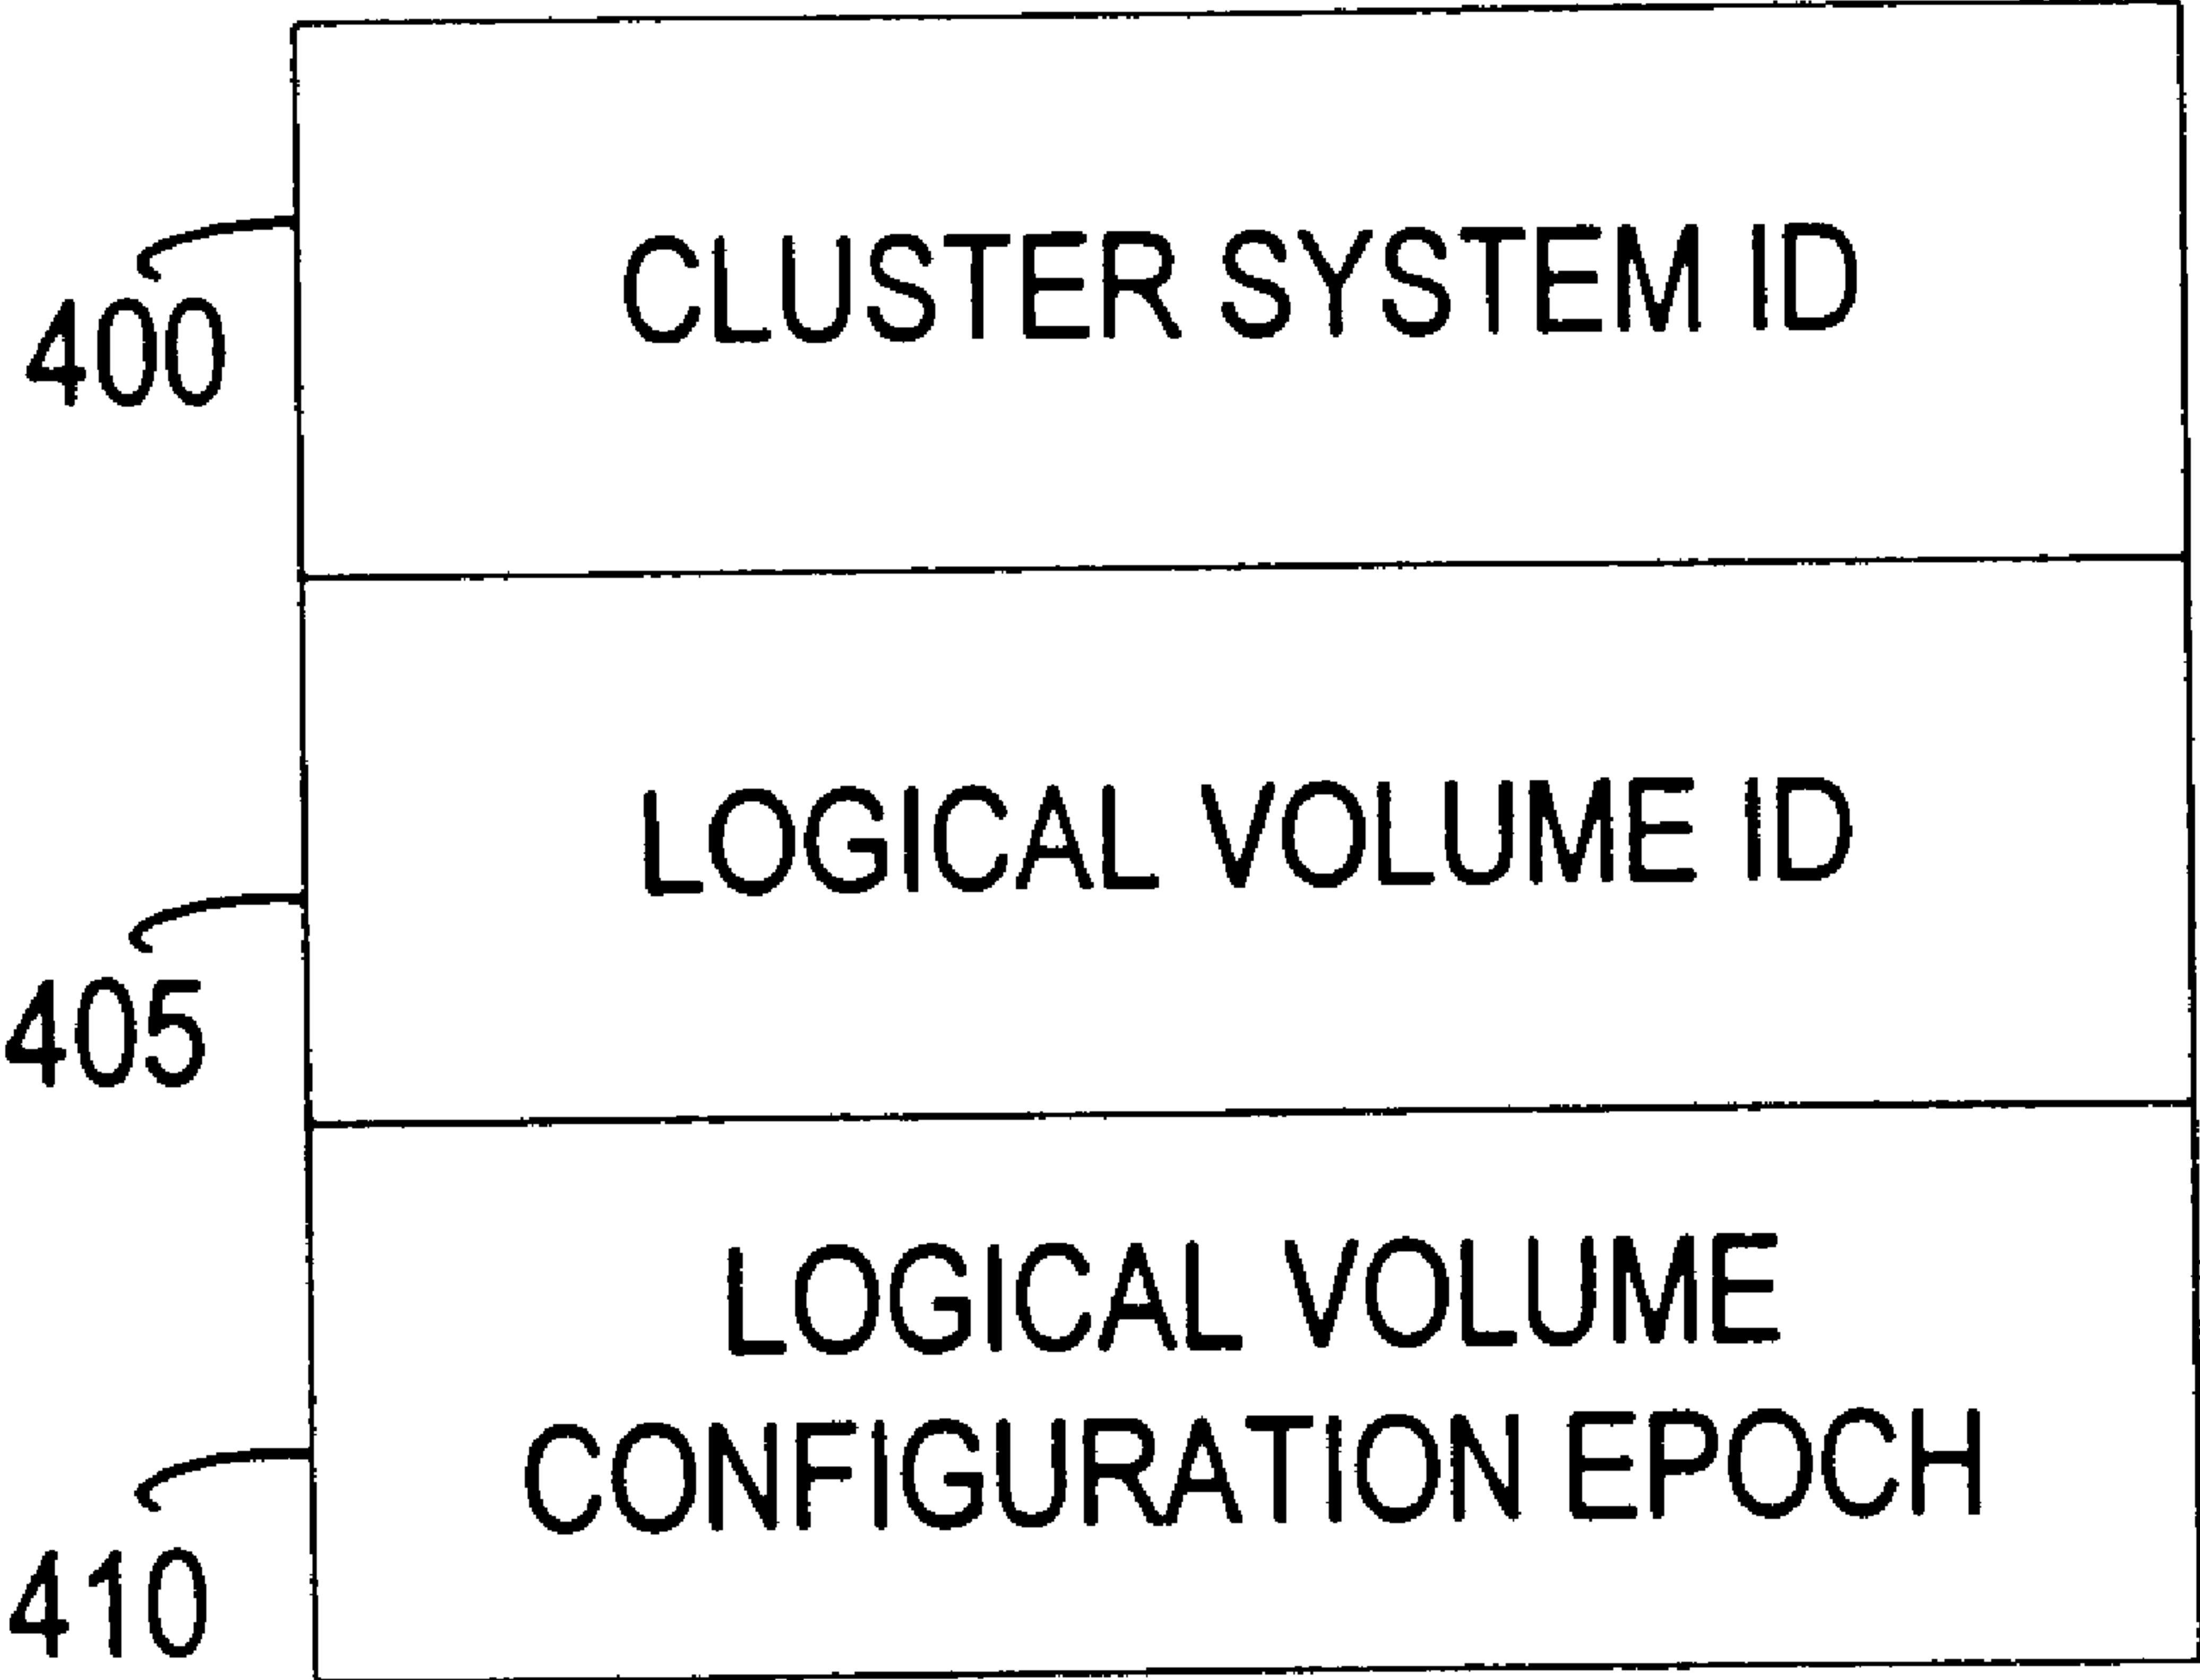 CLUSTER SYSTEM ID
400
LOGICAL VOLUME ID
405
LOGICAL VOLUME
CONFIGURATION EPOCH
410